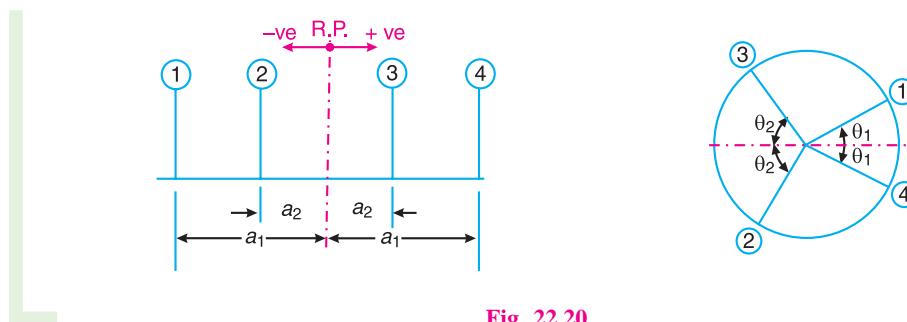 –ve R.P. + ve
1 2 3 4
a₂ a₂
a₁ a₁
3
1
θ₂ θ₁
θ₂ θ₁
4
2
Fig. 22.20